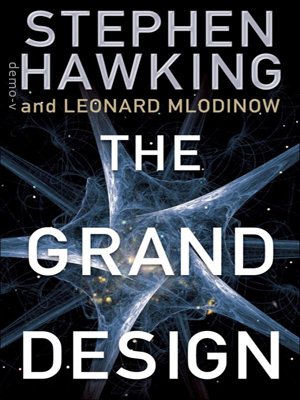 STEPHEN
HAWKING
and LEONARD MLODINOW
THE
GRAND
DESIGN
demo-v